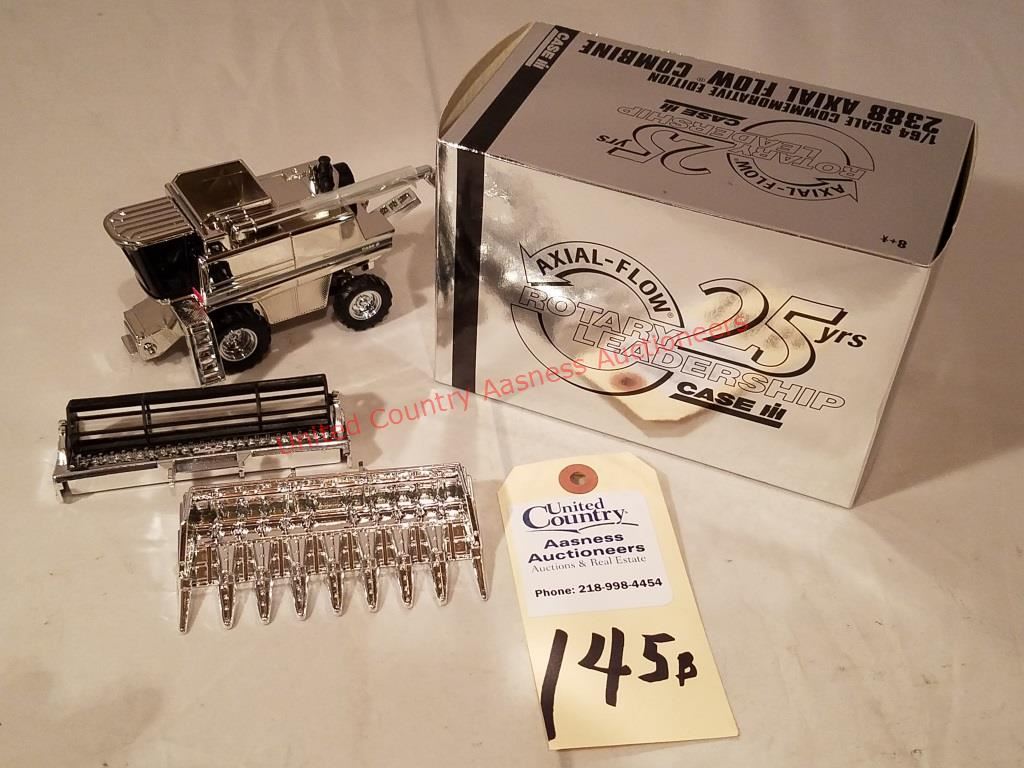 CASE IH
1/64 SCALE COMMEMORATIVE EDITION
2388 AXIAL FLOW® COMBINE
AXIAL-FLOW
25 yrs
ROTARY LEADERSHIP
CASE IH
8+
AXIAL-FLOW®
25 yrs
ROTARY
LEADERSHIP
CASE IH
United Country Aasness Auctioneers
United
Country
Aasness
Auctioneers
Auctions & Real Estate
Phone: 218-998-4454
145B